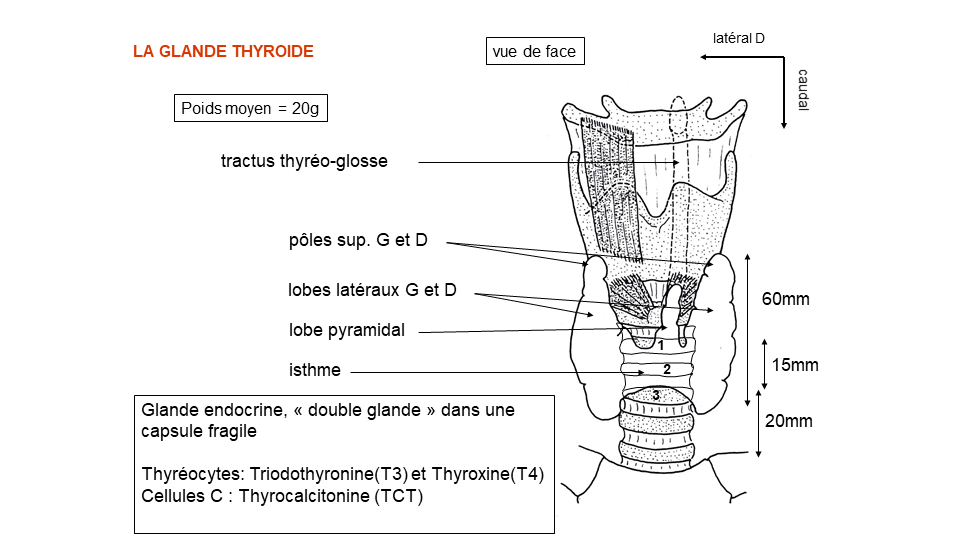 LA GLANDE THYROIDE
vue de face
latéral D
caudal
Poids moyen = 20g
tractus thyréo-glosse
pôles sup. G et D
lobes latéraux G et D
60mm
lobe pyramidal
1
isthme
2
15mm
3
20mm
Glande endocrine, « double glande » dans une
capsule fragile
Thyréocytes: Triodothyronine(T3) et Thyroxine(T4)
Cellules C : Thyrocalcitonine (TCT)